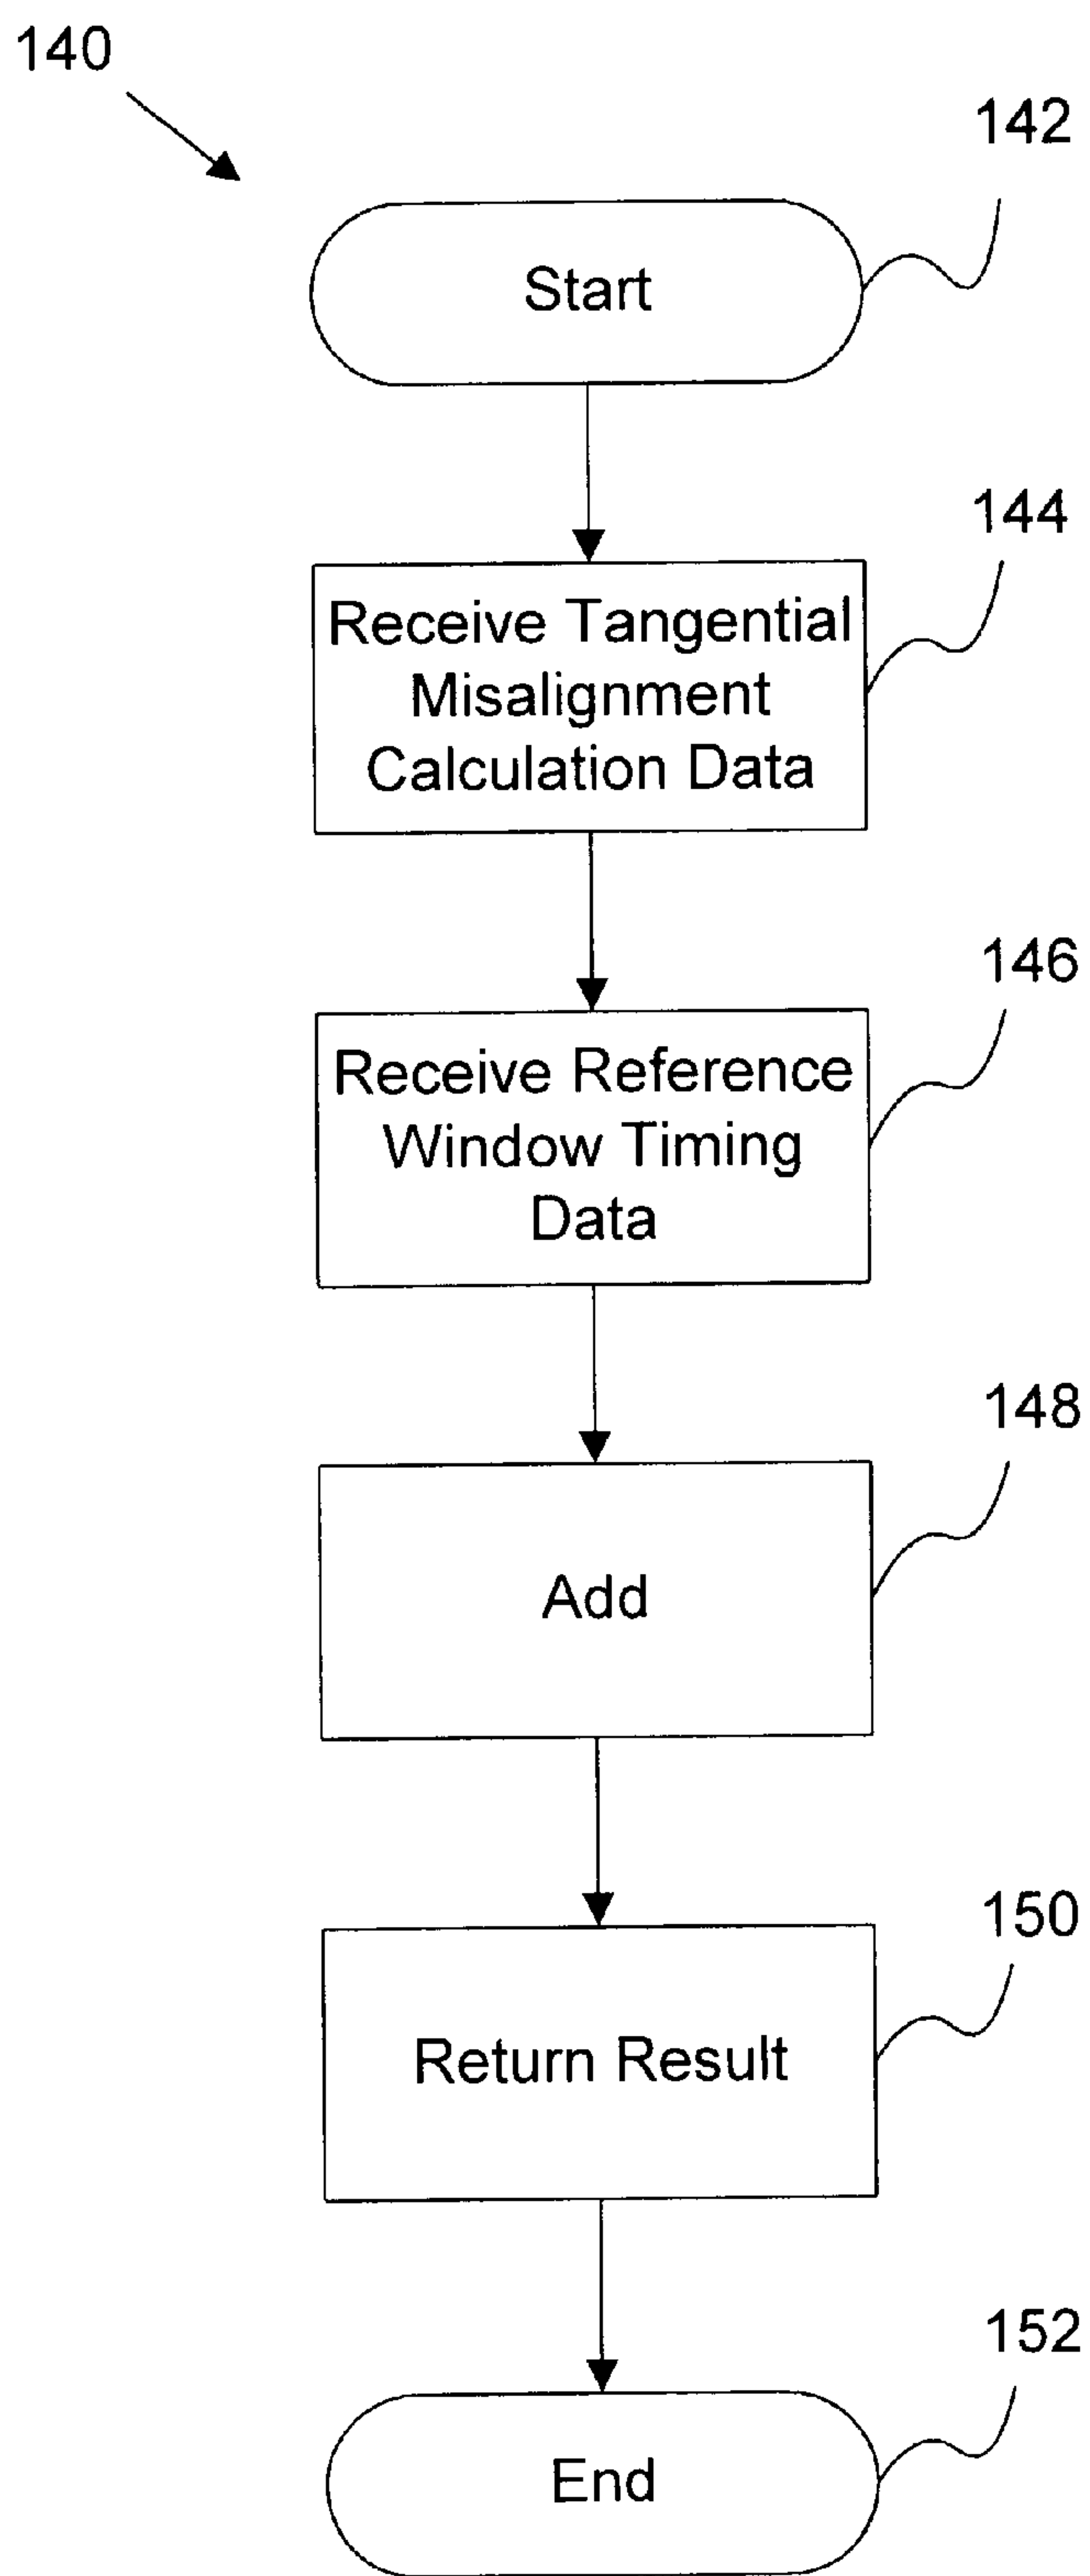 140
142
Start
144
Receive Tangential
Misalignment
Calculation Data
146
Receive Reference
Window Timing
Data
148
Add
150
Return Result
152
End